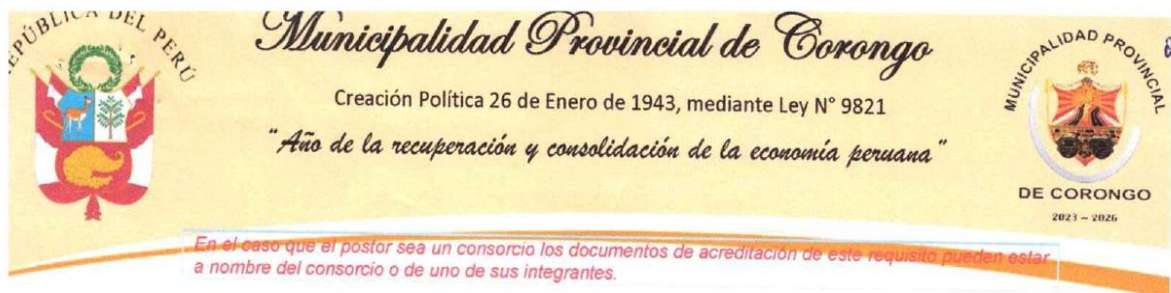 REPÚBLICA DEL PERÚ
Municipalidad Provincial de Corongo
Creación Política 26 de Enero de 1943, mediante Ley N° 9821
"Año de la recuperación y consolidación de la economía peruana"
MUNICIPALIDAD PROVINCIAL
DE CORONGO
2023 – 2026
En el caso que el postor sea un consorcio los documentos de acreditación de este requisito pueden estar
a nombre del consorcio o de uno de sus integrantes.